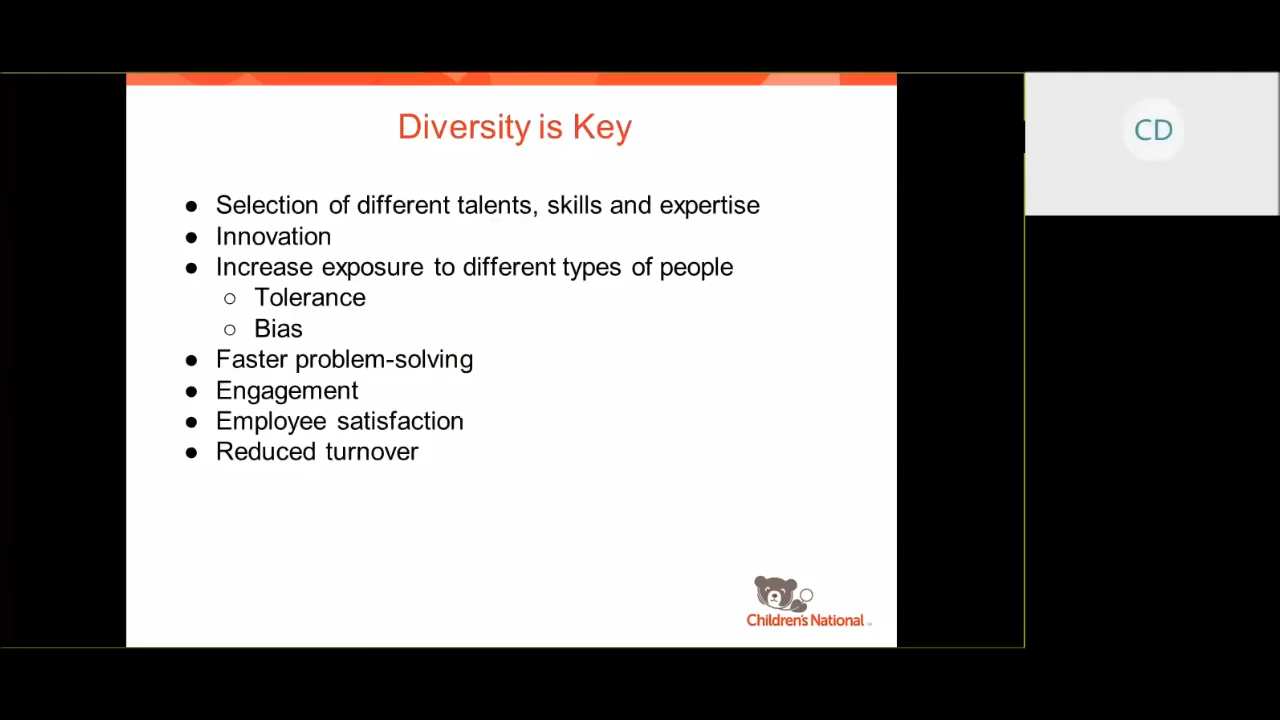 Diversity is Key
● Selection of different talents, skills and expertise
● Innovation
● Increase exposure to different types of people
○ Tolerance
○ Bias
● Faster problem-solving
● Engagement
● Employee satisfaction
● Reduced turnover
Children's National
CD